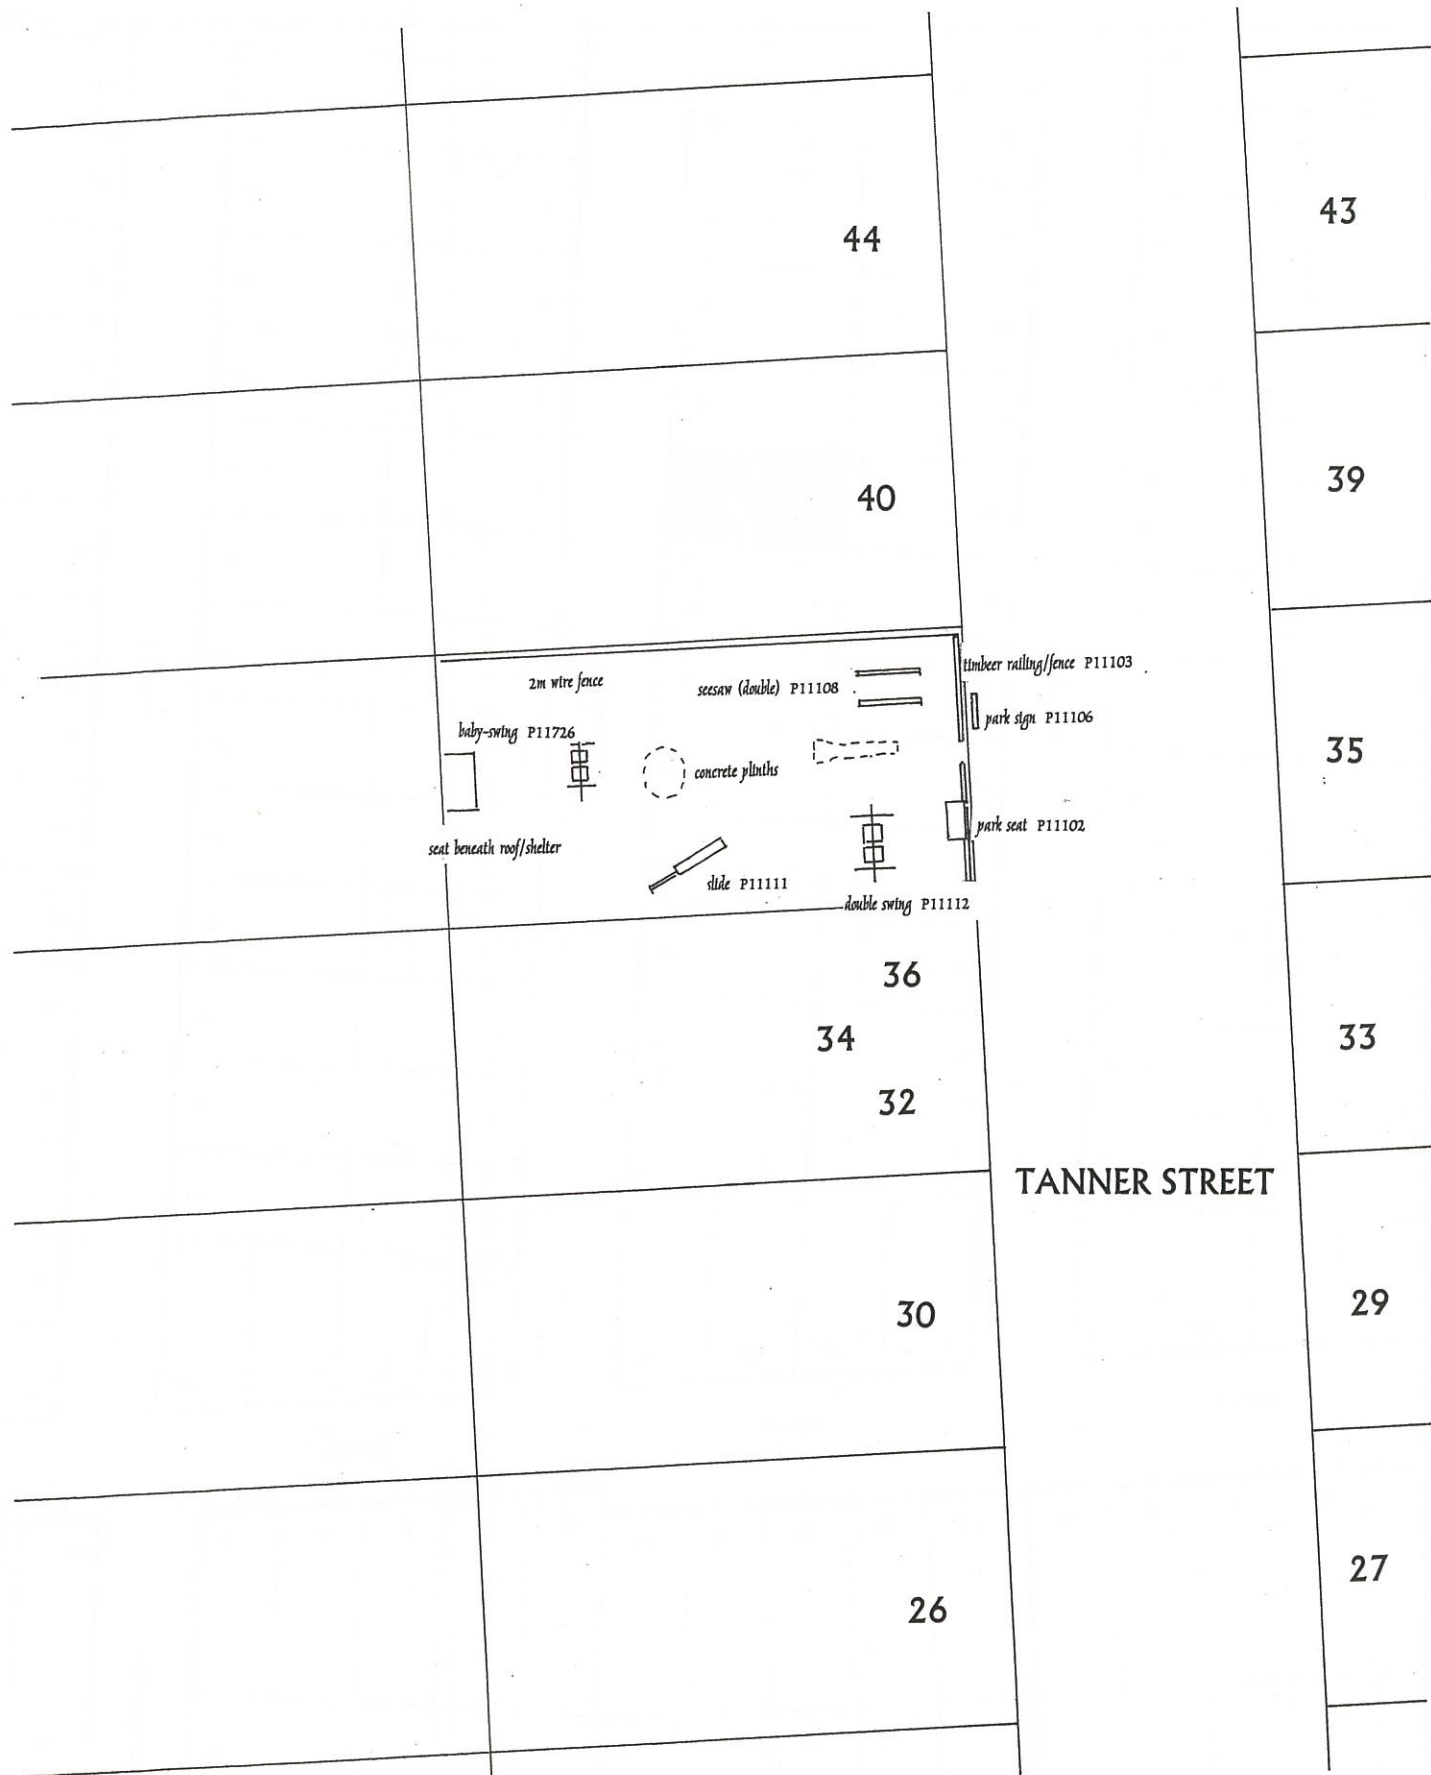 43
44
39
40
timbeer railing/fence P11103
2m wire fence
seesaw (double) P11108
park sign P11106
baby-swing P11726
35
concrete plinths
park seat P11102
seat beneath roof/shelter
slide P11111
double swing P11112
36
34
33
32
TANNER STREET
29
30
27
26